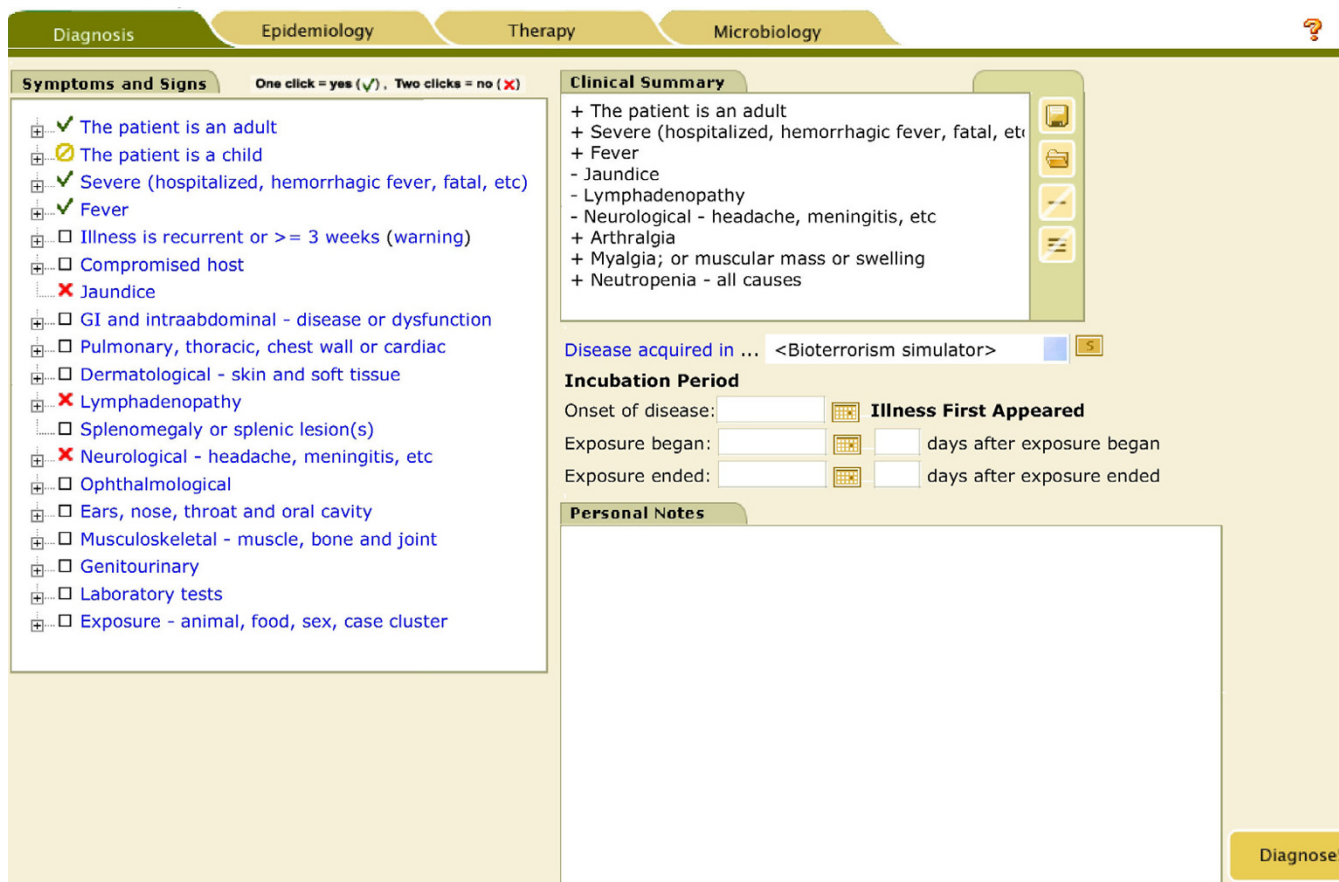 Diagnosis Epidemiology Therapy Microbiology
Symptoms and Signs One click = yes (✓) , Two clicks = no (✗)
The patient is an adult
The patient is a child
Severe (hospitalized, hemorrhagic fever, fatal, etc)
Fever
Illness is recurrent or >= 3 weeks (warning)
Compromised host
Jaundice
GI and intraabdominal - disease or dysfunction
Pulmonary, thoracic, chest wall or cardiac
Dermatological - skin and soft tissue
Lymphadenopathy
Splenomegaly or splenic lesion(s)
Neurological - headache, meningitis, etc
Ophthalmological
Ears, nose, throat and oral cavity
Musculoskeletal - muscle, bone and joint
Genitourinary
Laboratory tests
Exposure - animal, food, sex, case cluster
Clinical Summary
+ The patient is an adult
+ Severe (hospitalized, hemorrhagic fever, fatal, et
+ Fever
- Jaundice
- Lymphadenopathy
- Neurological - headache, meningitis, etc
+ Arthralgia
+ Myalgia; or muscular mass or swelling
+ Neutropenia - all causes
Disease acquired in ... <Bioterrorism simulator> S
Incubation Period
Onset of disease: Illness First Appeared
Exposure began: days after exposure began
Exposure ended: days after exposure ended
Personal Notes
Diagnose!